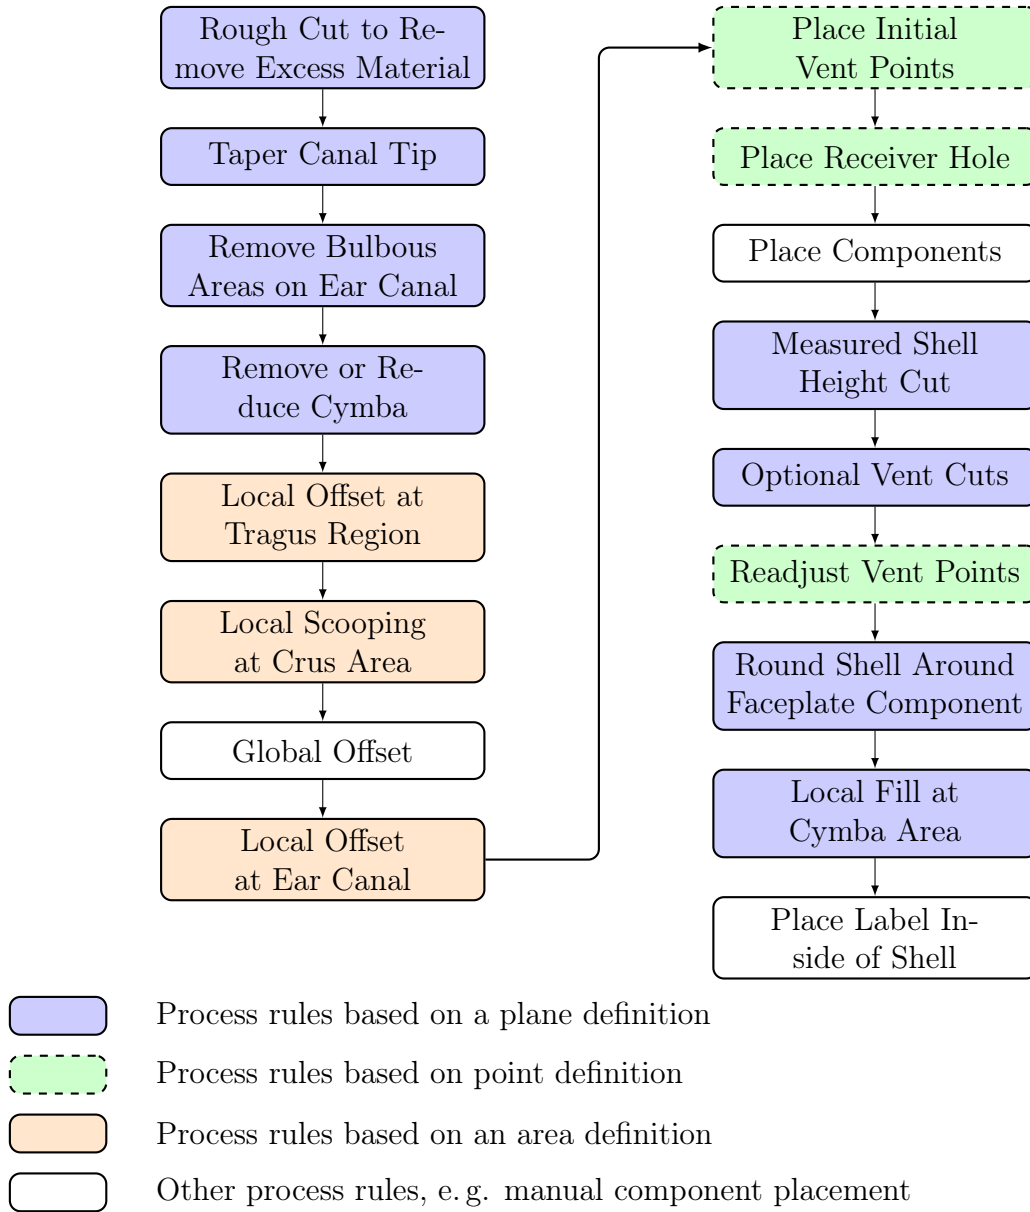 Rough Cut to Re-
move Excess Material
Taper Canal Tip
Remove Bulbous
Areas on Ear Canal
Remove or Re-
duce Cymba
Local Offset at
Tragus Region
Local Scooping
at Crus Area
Global Offset
Local Offset
at Ear Canal
Place Initial
Vent Points
Place Receiver Hole
Place Components
Measured Shell
Height Cut
Optional Vent Cuts
Readjust Vent Points
Round Shell Around
Faceplate Component
Local Fill at
Cymba Area
Place Label In-
side of Shell
Process rules based on a plane definition
Process rules based on point definition
Process rules based on an area definition
Other process rules, e. g. manual component placement